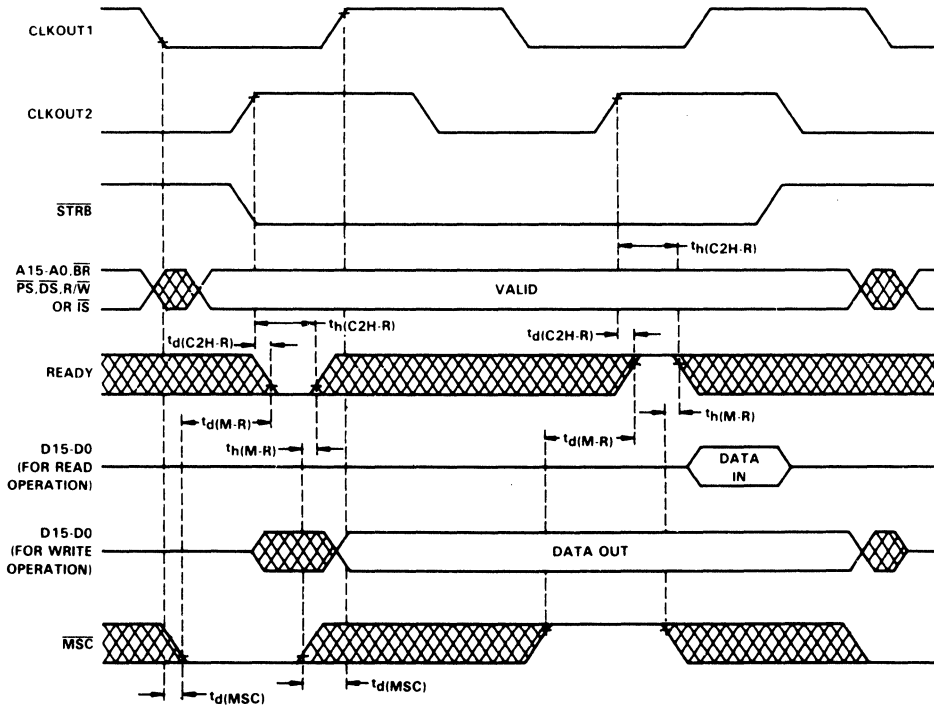 CLKOUT1
CLKOUT2
STRB
th(C2H-R)
A15-A0, BR
PS, DS, R/W
OR IS
VALID
th(C2H-R)
td(C2H-R)
td(C2H-R)
READY
td(M-R)
th(M-R)
td(M-R)
th(M-R)
D15-D0
(FOR READ
OPERATION)
DATA
IN
D15-D0
(FOR WRITE
OPERATION)
DATA OUT
MSC
td(MSC)
td(MSC)